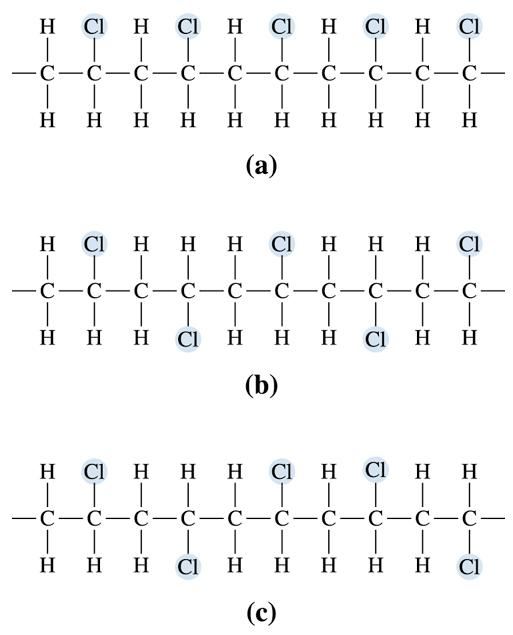 H Cl H Cl H Cl H Cl H Cl
C C C C C C C C C C
H H H H H H H H H H
(a)
H Cl H H H Cl H H H Cl
C C C C C C C C C C
H H H Cl H H H Cl H H
(b)
H Cl H H H Cl H Cl H H
C C C C C C C C C C
H H H Cl H H H H H Cl
(c)